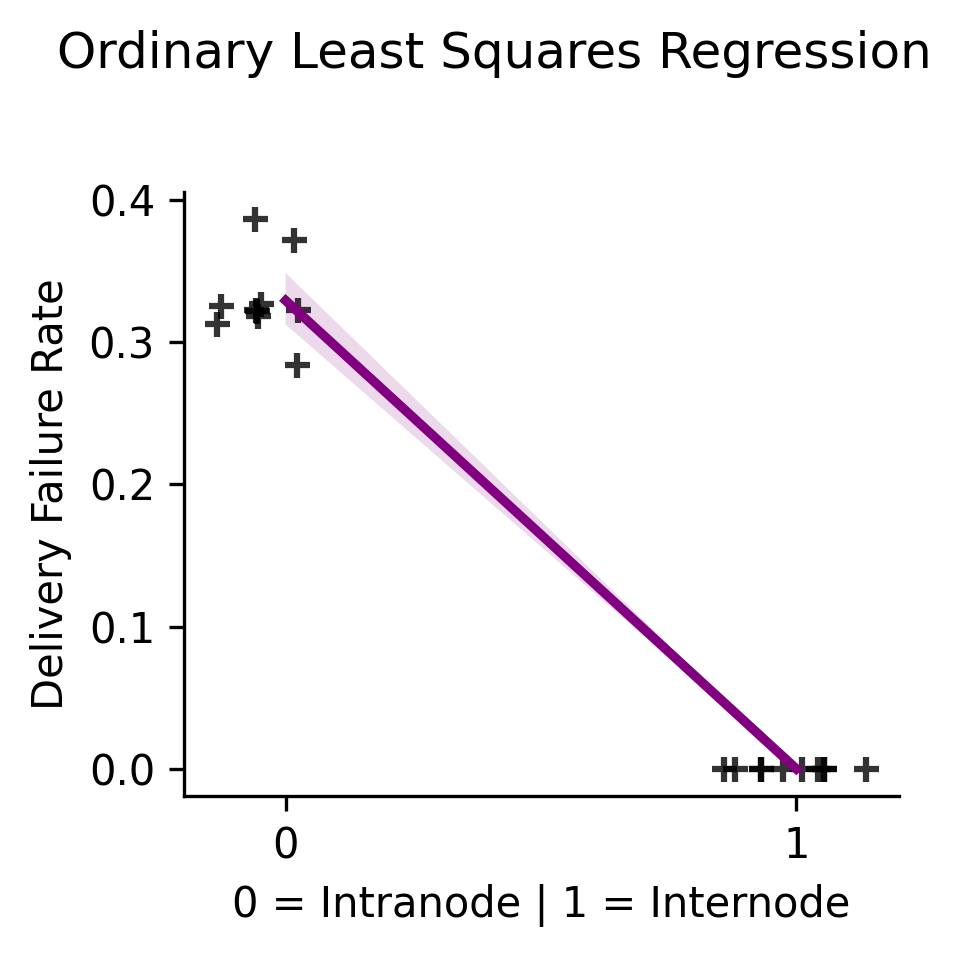 Ordinary Least Squares Regression
Delivery Failure Rate
0.4
0.3
0.2
0.1
0.0
0
1
0 = Intranode | 1 = Internode